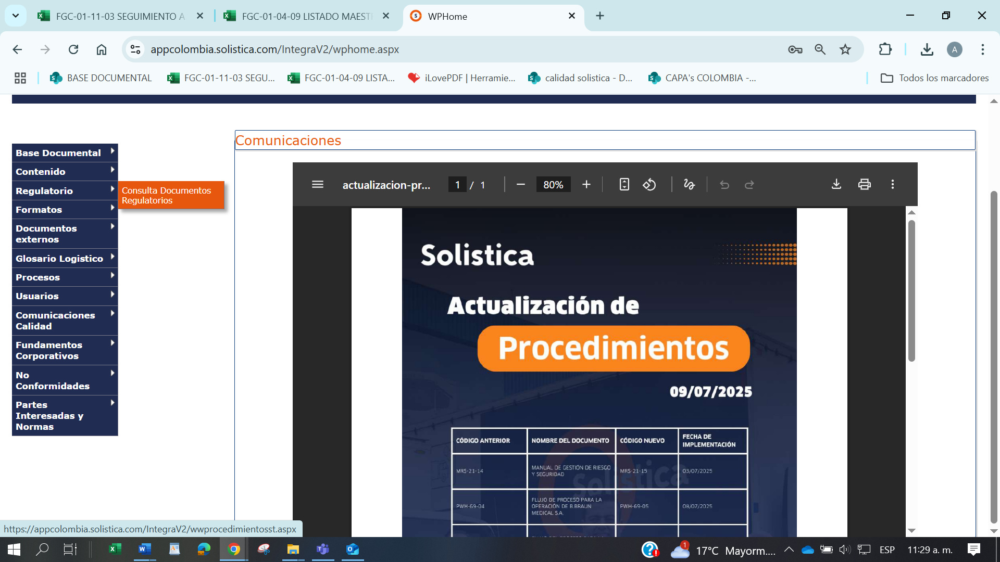 FGC-01-11-03 SEGUIMIENTO A
FGC-01-04-09 LISTADO MAEST
WPHome
appcolombia.solistica.com/IntegraV2/wphome.aspx
A
BASE DOCUMENTAL
FGC-01-11-03 SEGU...
FGC-01-04-09 LISTA...
iLovePDF | Herramie...
calidad solistica - D...
CAPA's COLOMBIA -...
Todos los marcadores
Comunicaciones
Base Documental
Contenido
Regulatorio
Consulta Documentos
Regulatorios
Formatos
Documentos
externos
Glosario Logistico
Procesos
Usuarios
Comunicaciones
Calidad
Fundamentos
Corporativos
No
Conformidades
Partes
Interesadas y
Normas
actualizacion-pr...
1 / 1
80%
Solistica
Actualización de
Procedimientos
09/07/2025
CÓDIGO ANTERIOR
NOMBRE DEL DOCUMENTO
CÓDIGO NUEVO
FECHA DE
IMPLEMENTACIÓN
MRS-21-14
MANUAL DE GESTIÓN DE RIESGO
Y SEGURIDAD
MRS-21-15
03/07/2025
Solistica
PWH-69-04
FLUJO DE PROCESO PARA LA
OPERACIÓN DE B.BRAUN
MEDICAL S.A.
PWH-69-05
08/07/2025
https://appcolombia.solistica.com/IntegraV2/wwprocedimientosst.aspx
1
17°C Mayorm....
ESP
11:29 a. m.